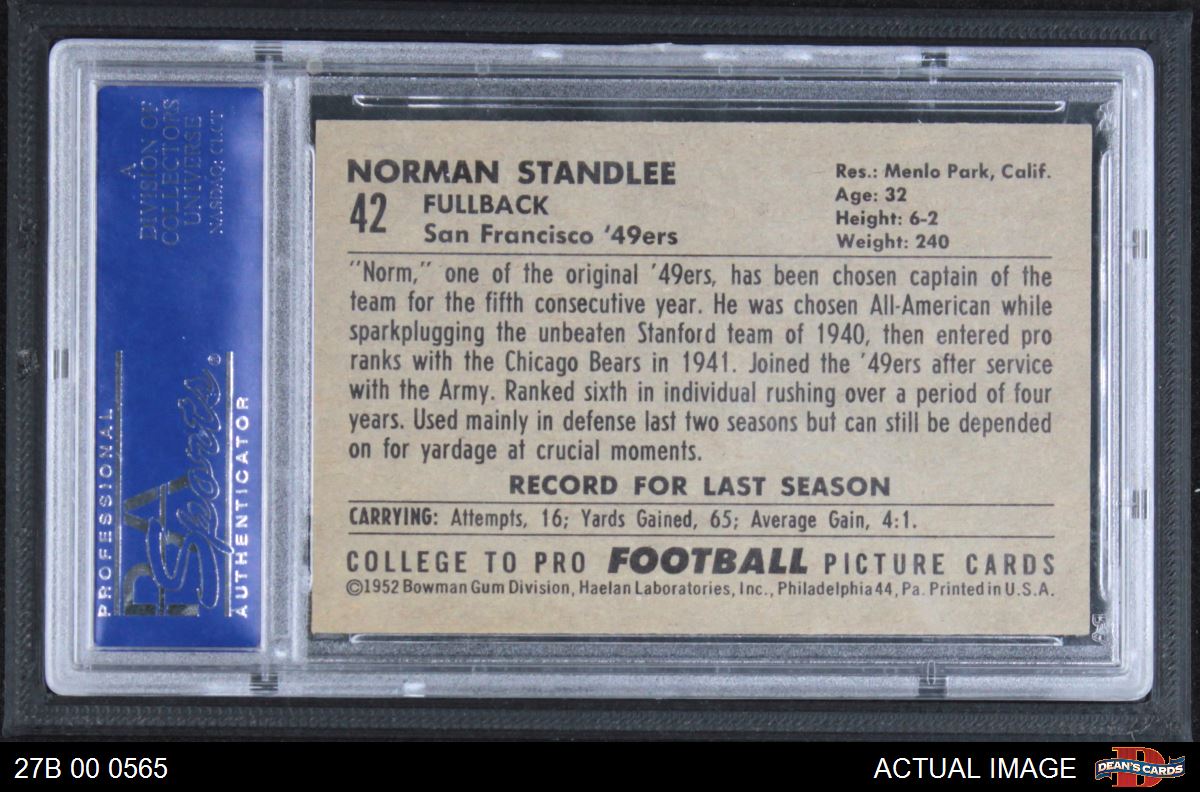 A
DIVISION OF
COLLECTORS
UNIVERSE
NASDAQ: CLCT
PROFESSIONAL
PSA
Sports®
AUTHENTICATOR
NORMAN STANDLEE
42 FULLBACK
San Francisco '49ers
Res.: Menlo Park, Calif.
Age: 32
Height: 6-2
Weight: 240
"Norm," one of the original '49ers, has been chosen captain of the
team for the fifth consecutive year. He was chosen All-American while
sparkplugging the unbeaten Stanford team of 1940, then entered pro
ranks with the Chicago Bears in 1941. Joined the '49ers after service
with the Army. Ranked sixth in individual rushing over a period of four
years. Used mainly in defense last two seasons but can still be depended
on for yardage at crucial moments.
RECORD FOR LAST SEASON
CARRYING: Attempts, 16; Yards Gained, 65; Average Gain, 4:1.
COLLEGE TO PRO FOOTBALL PICTURE CARDS
©1952 Bowman Gum Division, Haelan Laboratories, Inc., Philadelphia 44, Pa. Printed in U.S.A.
27B 00 0565
ACTUAL IMAGE
DEAN'S CARDS